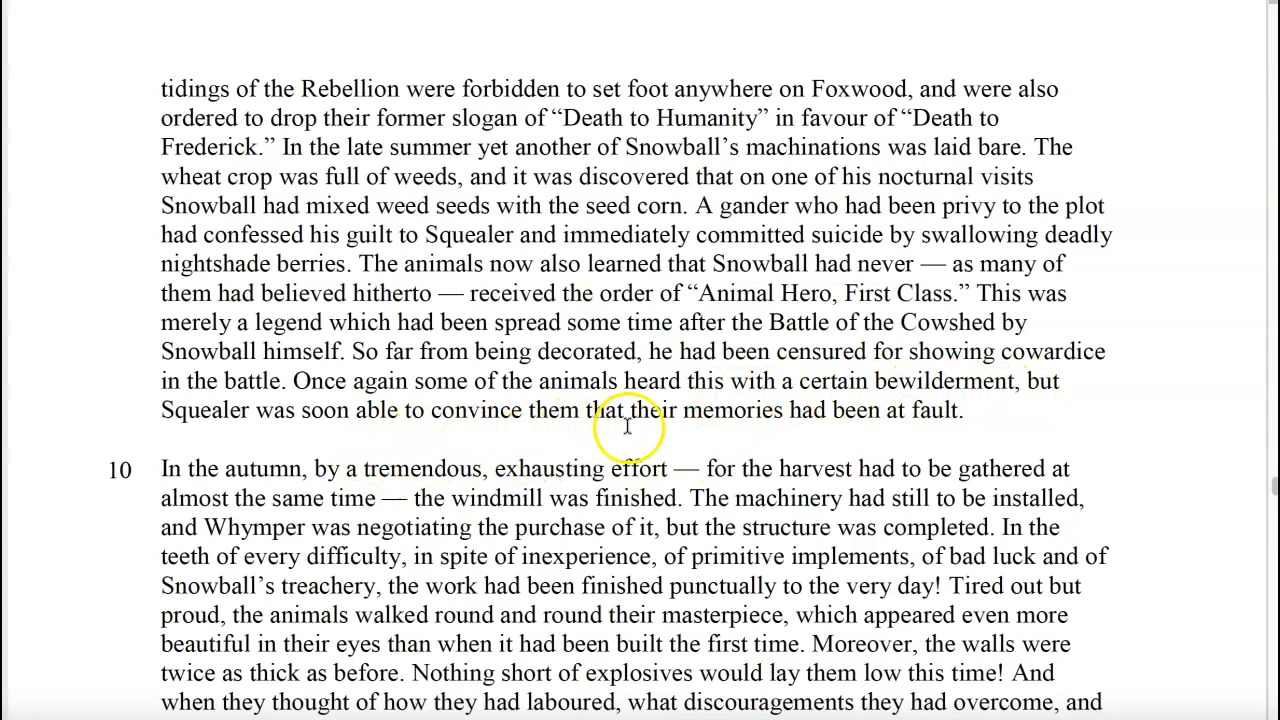 tidings of the Rebellion were forbidden to set foot anywhere on Foxwood, and were also
ordered to drop their former slogan of “Death to Humanity” in favour of “Death to
Frederick.” In the late summer yet another of Snowball’s machinations was laid bare. The
wheat crop was full of weeds, and it was discovered that on one of his nocturnal visits
Snowball had mixed weed seeds with the seed corn. A gander who had been privy to the plot
had confessed his guilt to Squealer and immediately committed suicide by swallowing deadly
nightshade berries. The animals now also learned that Snowball had never — as many of
them had believed hitherto — received the order of “Animal Hero, First Class.” This was
merely a legend which had been spread some time after the Battle of the Cowshed by
Snowball himself. So far from being decorated, he had been censured for showing cowardice
in the battle. Once again some of the animals heard this with a certain bewilderment, but
Squealer was soon able to convince them that their memories had been at fault.
10 In the autumn, by a tremendous, exhausting effort — for the harvest had to be gathered at
almost the same time — the windmill was finished. The machinery had still to be installed,
and Whymper was negotiating the purchase of it, but the structure was completed. In the
teeth of every difficulty, in spite of inexperience, of primitive implements, of bad luck and of
Snowball’s treachery, the work had been finished punctually to the very day! Tired out but
proud, the animals walked round and round their masterpiece, which appeared even more
beautiful in their eyes than when it had been built the first time. Moreover, the walls were
twice as thick as before. Nothing short of explosives would lay them low this time! And
when they thought of how they had laboured, what discouragements they had overcome, and